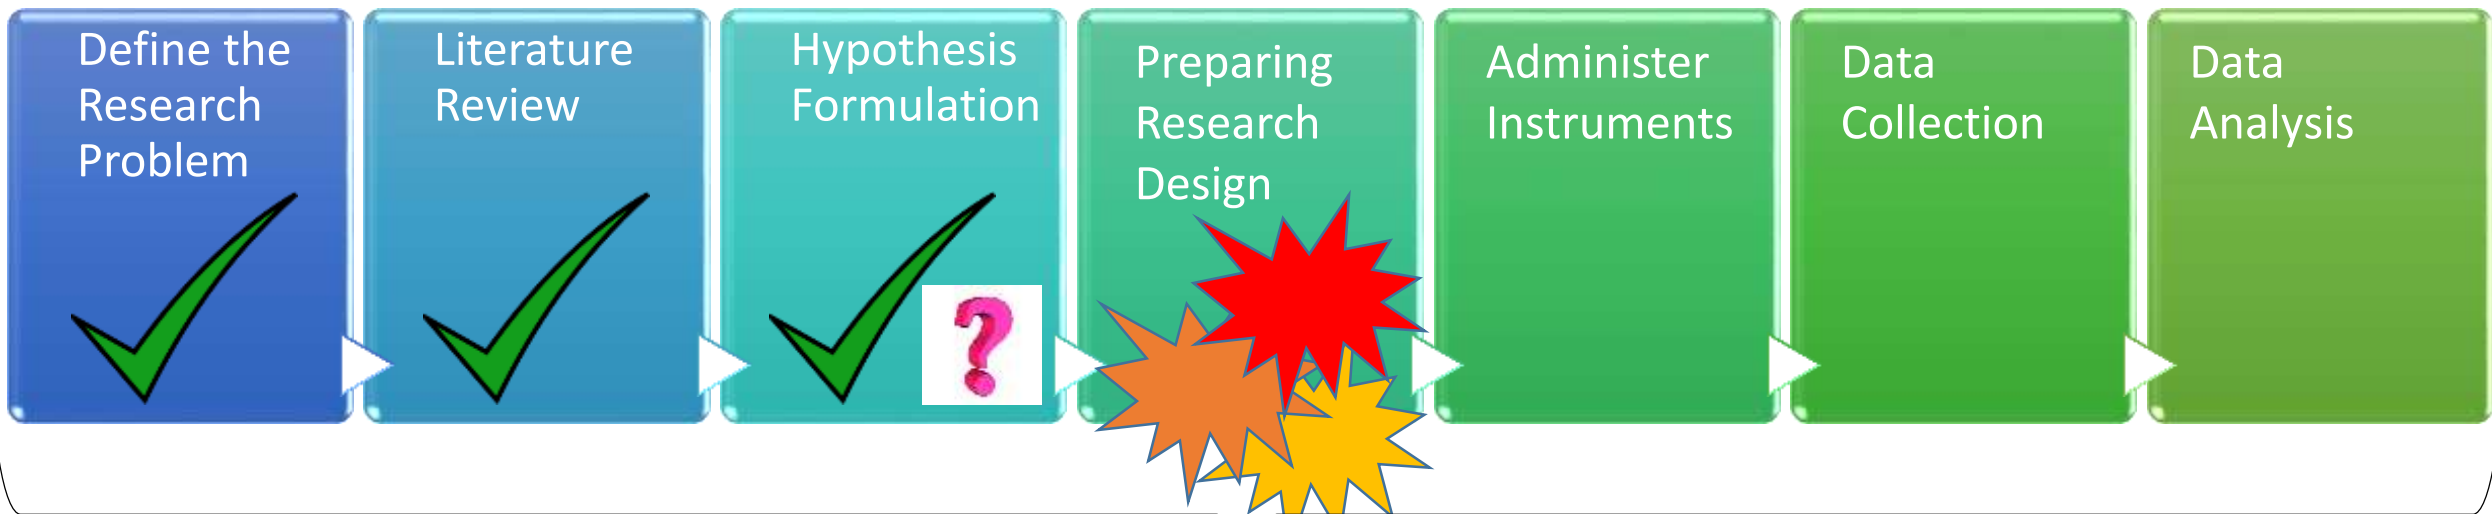 Define the
Research
Problem
Literature
Review
Hypothesis
Formulation
?
Preparing
Research
Design
Administer
Instruments
Data
Collection
Data
Analysis